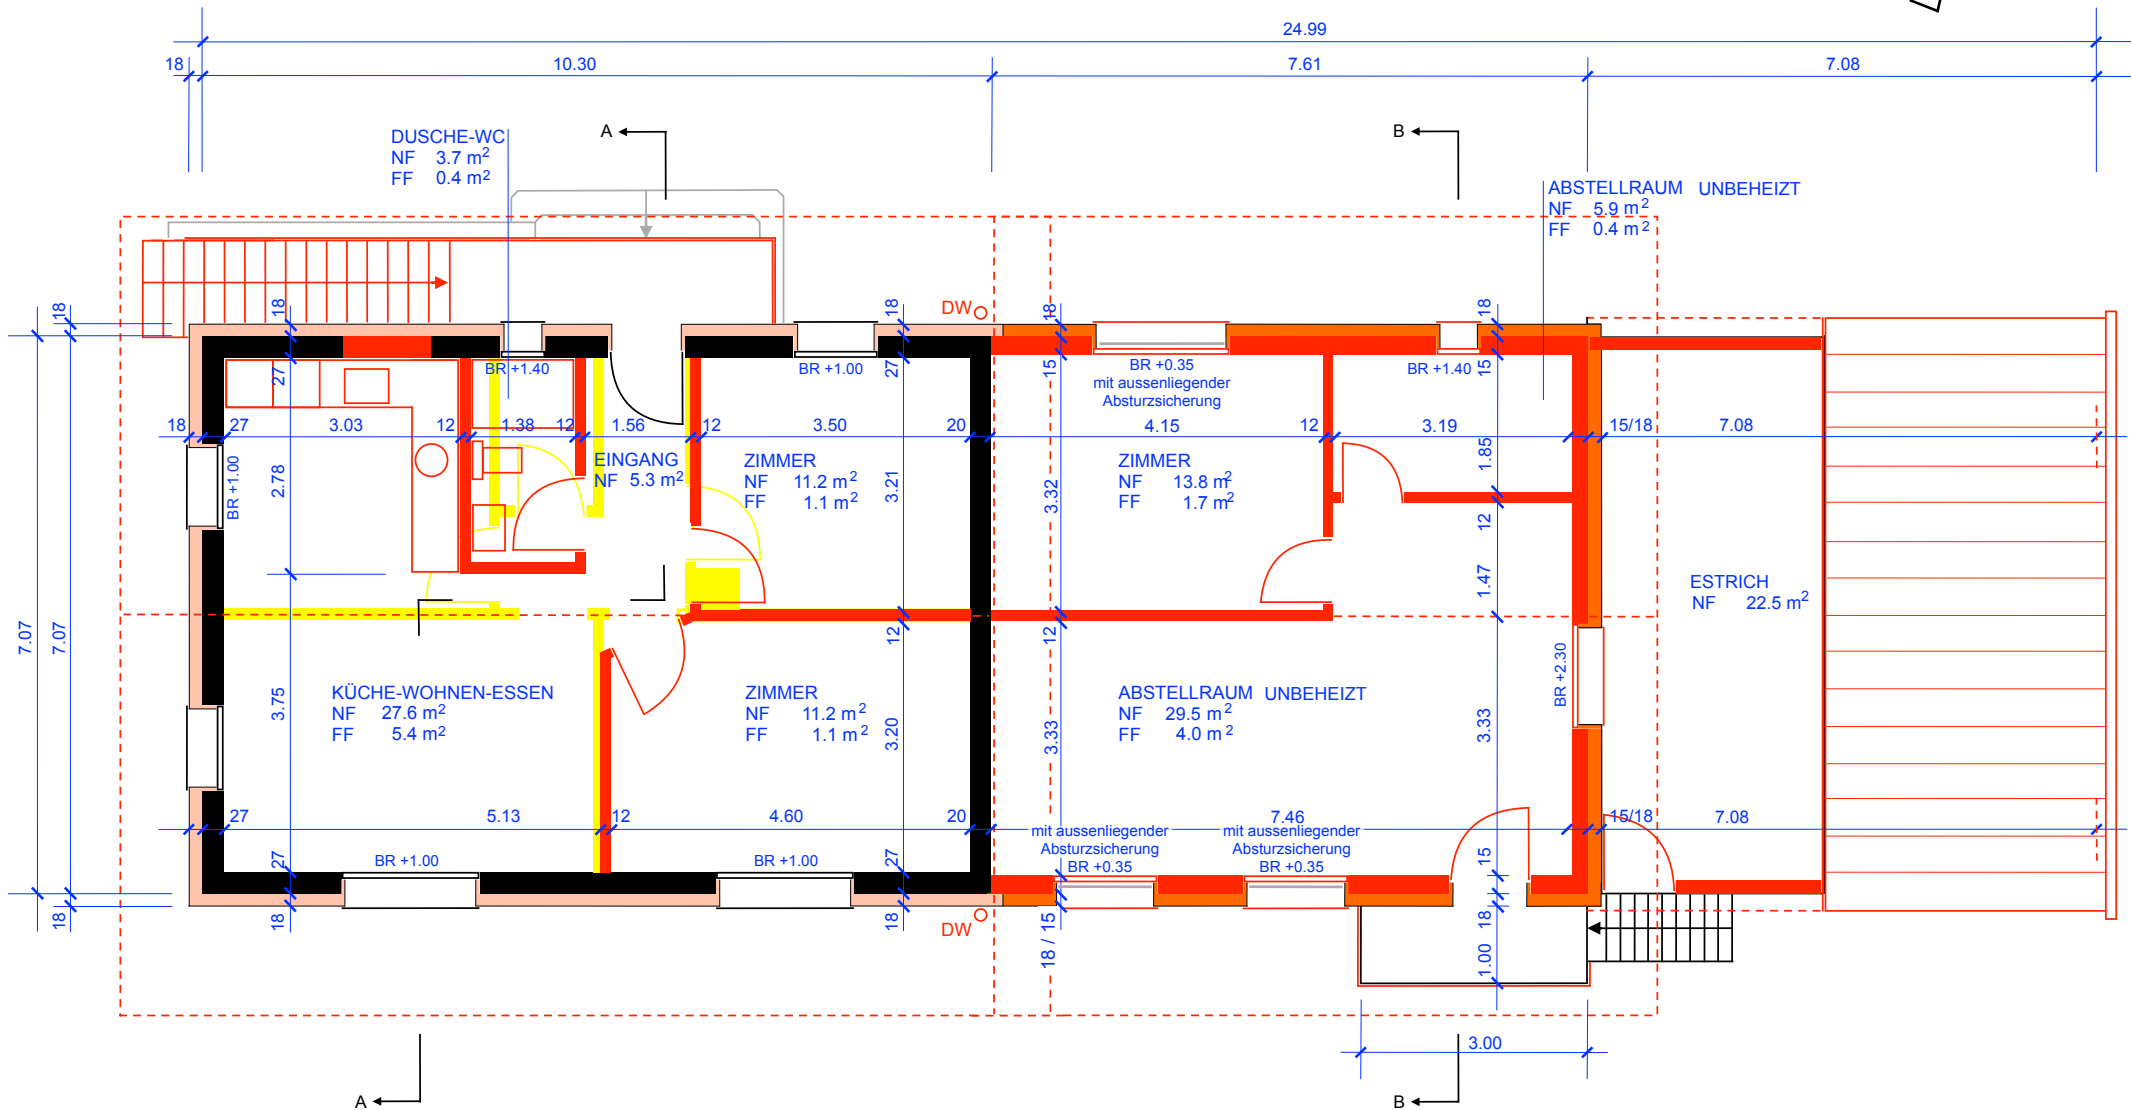 24.99
18 10.30 7.61 7.08
A B
DUSCHE-WC
NF 3.7 m²
FF 0.4 m²
ABSTELLRAUM UNBEHEIZT
NF 5.9 m²
FF 0.4 m²
DW
18 18 18 18 18
BR +1.40 BR +1.00 BR +0.35 BR +1.40
mit aussenliegender
Absturzsicherung
27 27 15 15
18 27 3.03 12 1.38 12 1.56 12 3.50 20 4.15 12 3.19 15/18 7.08
BR +1.00
2.78
EINGANG
NF 5.3 m²
ZIMMER
NF 11.2 m²
FF 1.1 m²
3.21
ZIMMER
NF 13.8 m²
FF 1.7 m²
3.32
1.85
12
1.47
ESTRICH
NF 22.5 m²
7.07 7.07
12 12
KÜCHE-WOHNEN-ESSEN
NF 27.6 m²
FF 5.4 m²
3.75
ZIMMER
NF 11.2 m²
FF 1.1 m²
3.20
ABSTELLRAUM UNBEHEIZT
NF 29.5 m²
FF 4.0 m²
3.33
3.33
BR +2.30
27 5.13 12 4.60 20 7.46 15/18 7.08
mit aussenliegender
Absturzsicherung
BR +0.35
mit aussenliegender
Absturzsicherung
BR +0.35
BR +1.00 BR +1.00
27 27 15
18 18 18 18 / 15 18
DW
1.00
3.00
A B